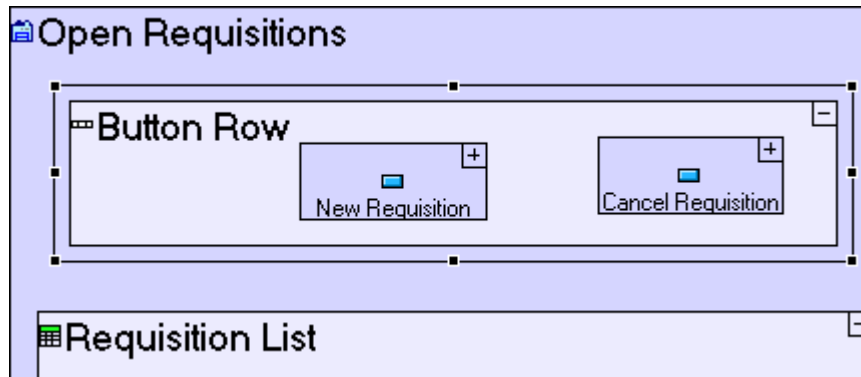 Open Requisitions
Button Row
New Requisition
Cancel Requisition
Requisition List